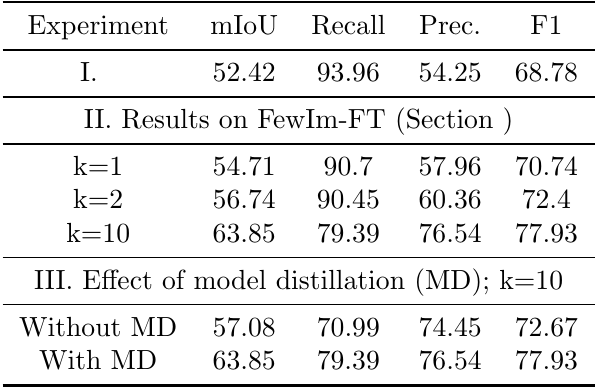 Experiment mIoU Recall Prec. F1
I. 52.42 93.96 54.25 68.78
II. Results on FewIm-FT (Section )
k=1 54.71 90.7 57.96 70.74
k=2 56.74 90.45 60.36 72.4
k=10 63.85 79.39 76.54 77.93
III. Effect of model distillation (MD); k=10
Without MD 57.08 70.99 74.45 72.67
With MD 63.85 79.39 76.54 77.93